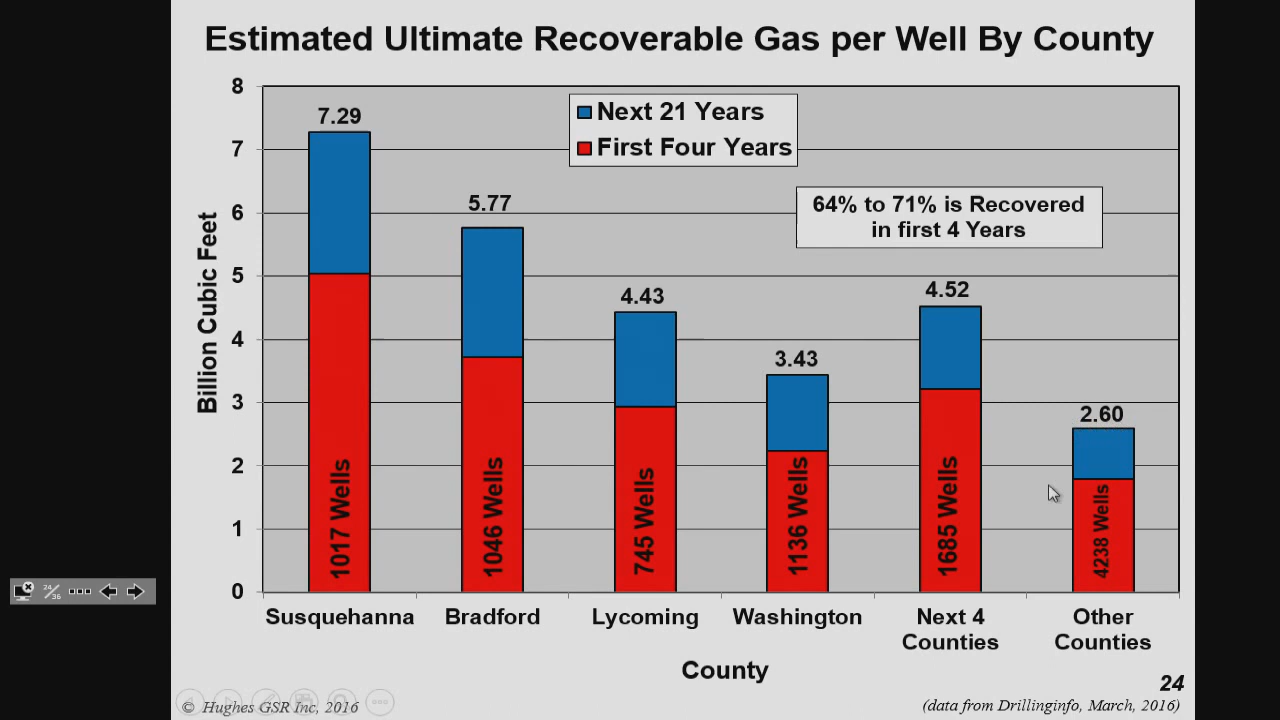 Estimated Ultimate Recoverable Gas per Well By County
8
7
6
5
4
3
2
1
0
Billion Cubic Feet
Next 21 Years
First Four Years
64% to 71% is Recovered
in first 4 Years
7.29
5.77
4.43
3.43
4.52
2.60
1017 Wells
1046 Wells
745 Wells
1136 Wells
1685 Wells
4238 Wells
Susquehanna
Bradford
Lycoming
Washington
Next 4
Counties
Other
Counties
County
24
24/36
© Hughes GSR Inc, 2016
(data from Drillinginfo, March, 2016)